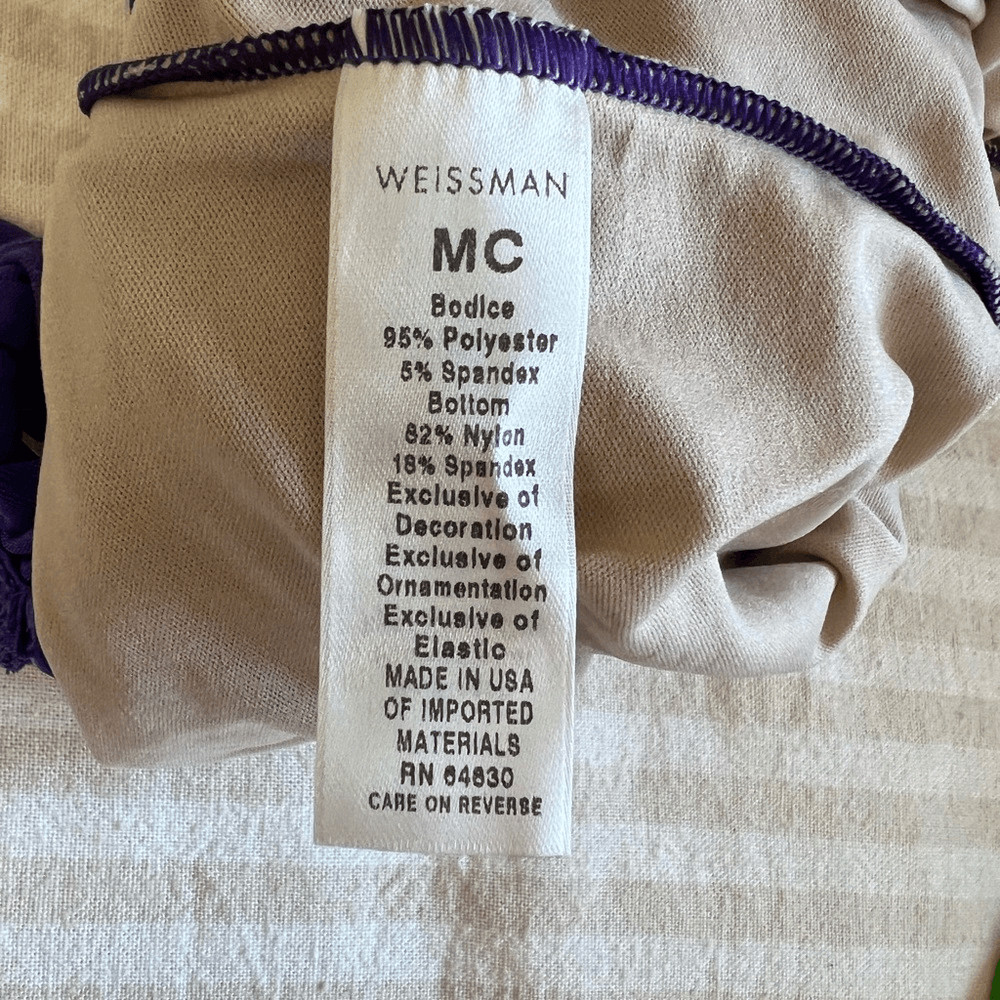 WEISSMAN
MC
Bodice
95% Polyester
5% Spandex
Bottom
82% Nylon
18% Spandex
Exclusive of
Decoration
Exclusive of
Ornamentation
Exclusive of
Elastic
MADE IN USA
OF IMPORTED
MATERIALS
RN 64630
CARE ON REVERSE